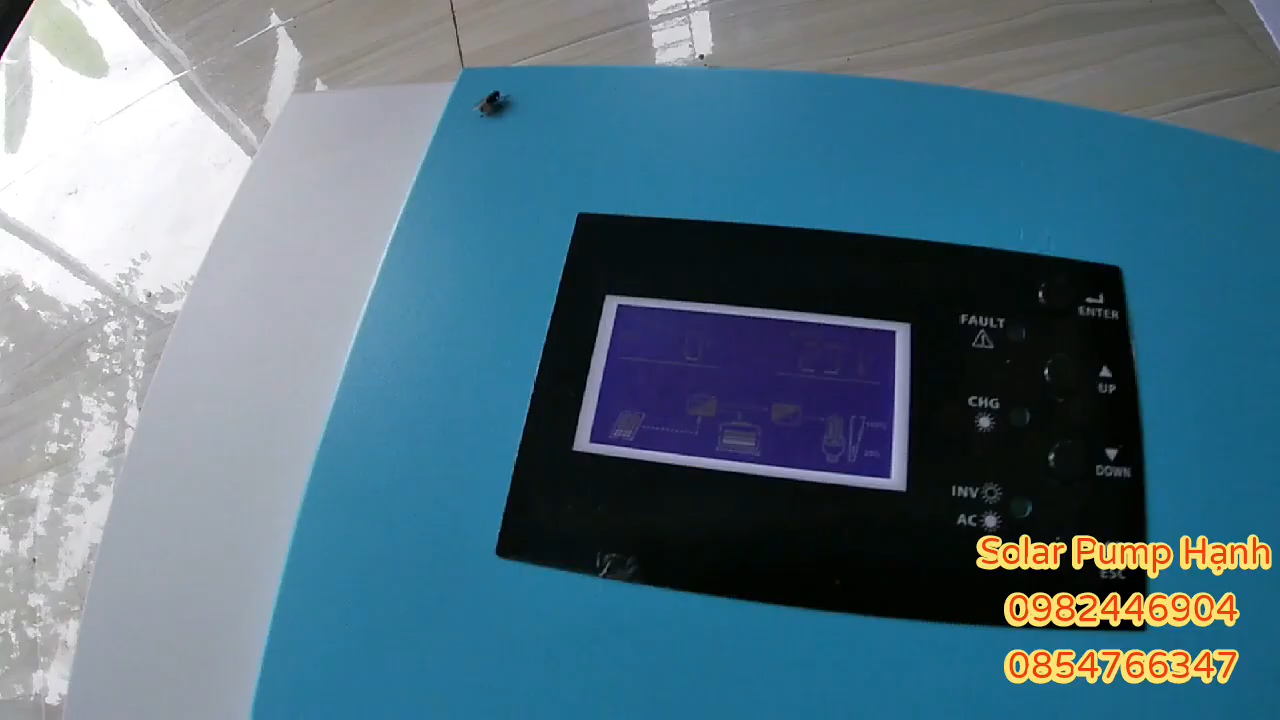 ENTER
FAULT
UP
CHG
DOWN
INV
AC
ESC
Solar Pump Hạnh
0982446904
0854766347